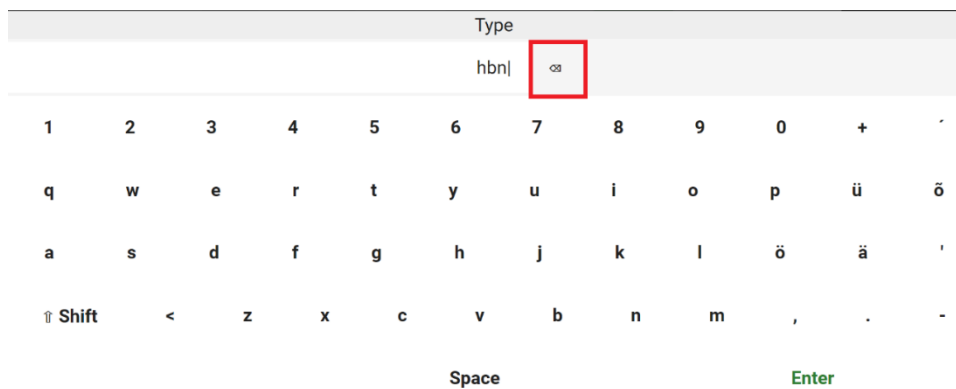 Type
hbn| ⌫
1 2 3 4 5 6 7 8 9 0 + ´
q w e r t y u i o p ü õ
a s d f g h j k l ö ä '
⇧ Shift < z x c v b n m , . -
Space Enter